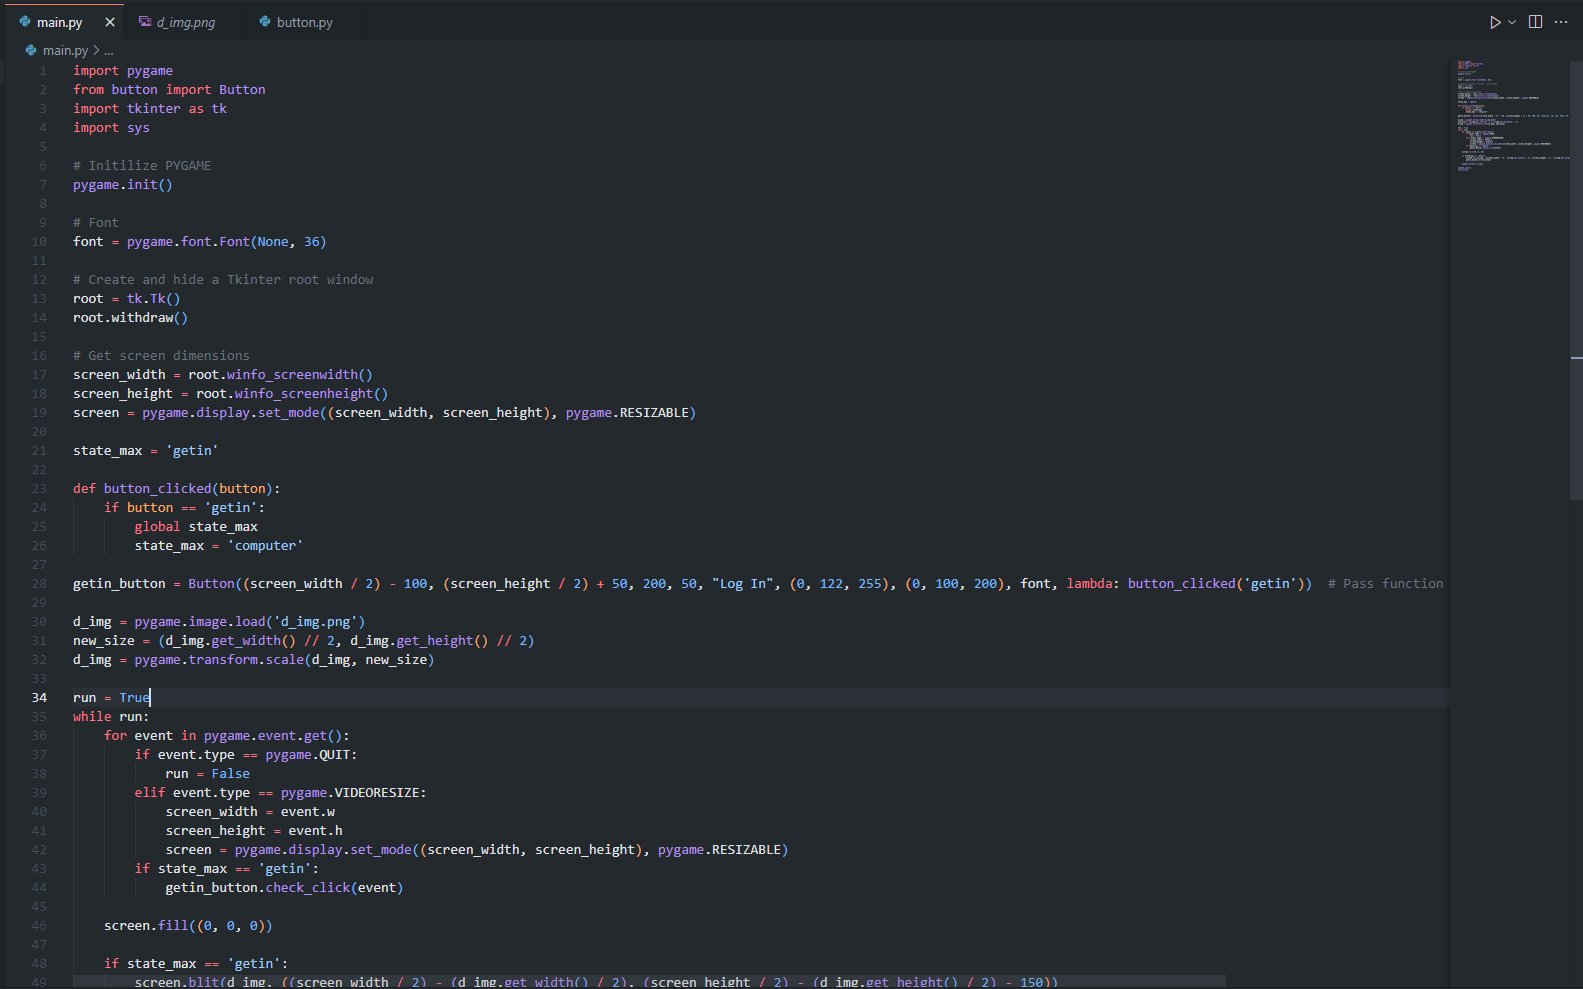 main.py
d_img.png
button.py
main.py > ...
1 import pygame
2 from button import Button
3 import tkinter as tk
4 import sys
5
6 # Initilize PYGAME
7 pygame.init()
8
9 # Font
10 font = pygame.font.Font(None, 36)
11
12 # Create and hide a Tkinter root window
13 root = tk.Tk()
14 root.withdraw()
15
16 # Get screen dimensions
17 screen_width = root.winfo_screenwidth()
18 screen_height = root.winfo_screenheight()
19 screen = pygame.display.set_mode((screen_width, screen_height), pygame.RESIZABLE)
20
21 state_max = 'getin'
22
23 def button_clicked(button):
24     if button == 'getin':
25         global state_max
26         state_max = 'computer'
27
28 getin_button = Button((screen_width / 2) - 100, (screen_height / 2) + 50, 200, 50, "Log In", (0, 122, 255), (0, 100, 200), font, lambda: button_clicked('getin'))  # Pass function
29
30 d_img = pygame.image.load('d_img.png')
31 new_size = (d_img.get_width() // 2, d_img.get_height() // 2)
32 d_img = pygame.transform.scale(d_img, new_size)
33
34 run = True
35 while run:
36     for event in pygame.event.get():
37         if event.type == pygame.QUIT:
38             run = False
39         elif event.type == pygame.VIDEORESIZE:
40             screen_width = event.w
41             screen_height = event.h
42             screen = pygame.display.set_mode((screen_width, screen_height), pygame.RESIZABLE)
43         if state_max == 'getin':
44             getin_button.check_click(event)
45
46     screen.fill((0, 0, 0))
47
48     if state_max == 'getin':
49         screen.blit(d_img, ((screen_width / 2) - (d_img.get_width() / 2), (screen_height / 2) - (d_img.get_height() / 2) - 150))